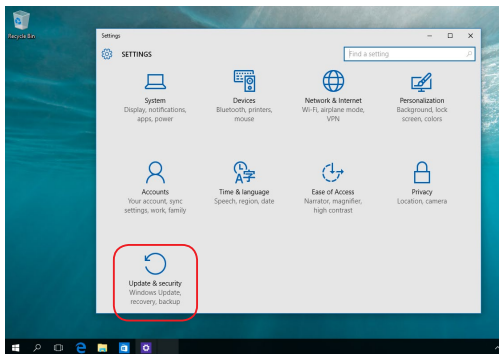 Recycle Bin
Settings
SETTINGS
Find a setting
System
Display, notifications,
apps, power
Devices
Bluetooth, printers,
mouse
Network & Internet
Wi-Fi, airplane mode,
VPN
Personalization
Background, lock
screen, colors
Accounts
Your account, sync
settings, work, family
A字
Time & language
Speech, region, date
Ease of Access
Narrator, magnifier,
high contrast
Privacy
Location, camera
Update & security
Windows Update,
recovery, backup